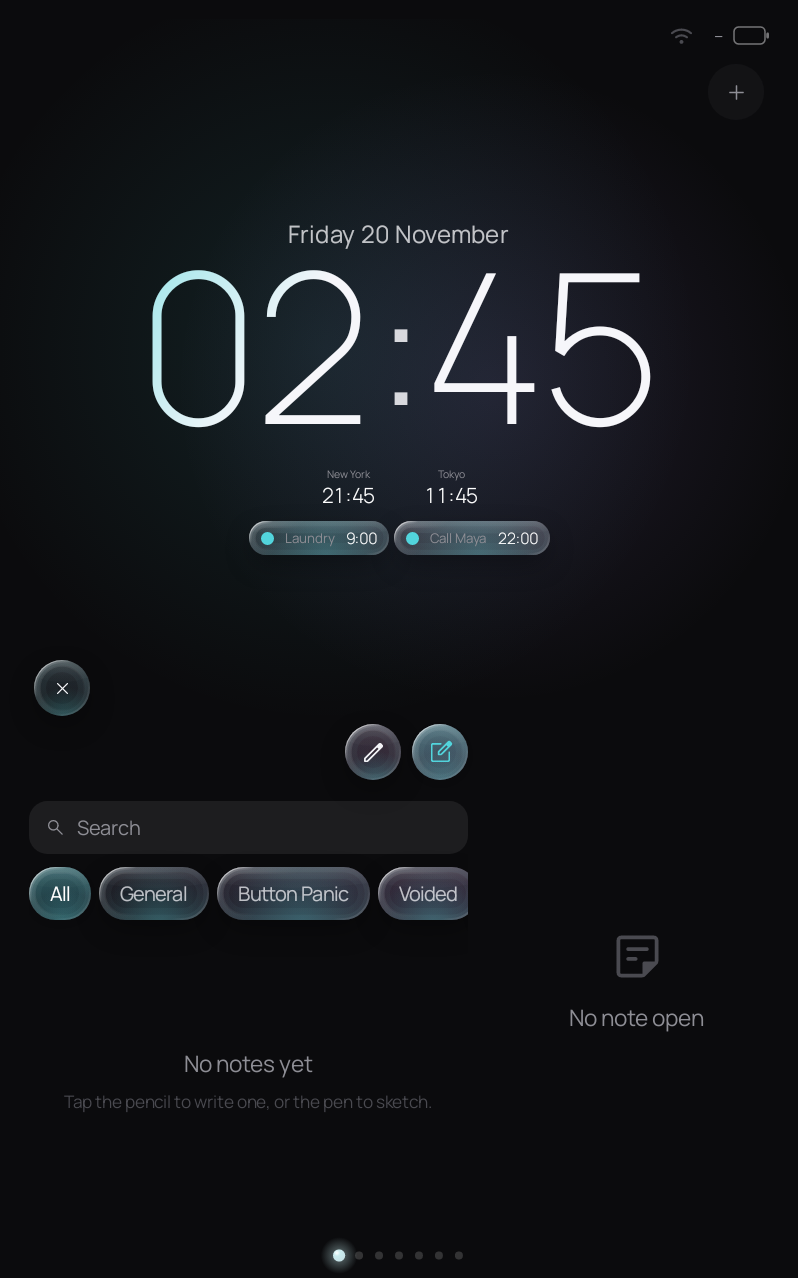 –
Friday 20 November
02:45
New York Tokyo
21:45 11:45
Laundry 9:00 Call Maya 22:00
Search
All General Button Panic Voided
No note open
No notes yet
Tap the pencil to write one, or the pen to sketch.